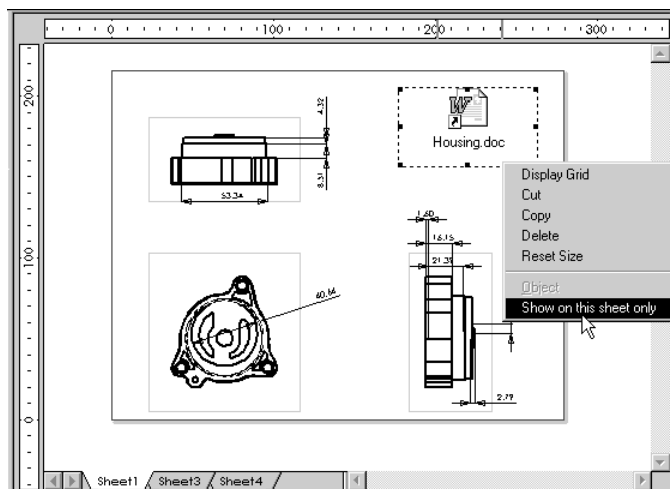 0 100 200 300
200
4.32
Housing.doc
8.31
53.34
Display Grid
Cut
Copy
Delete
Reset Size
Object
Show on this sheet only
1.60
16.15
21.39
100
60.66
2.79
0
Sheet1 Sheet3 Sheet4